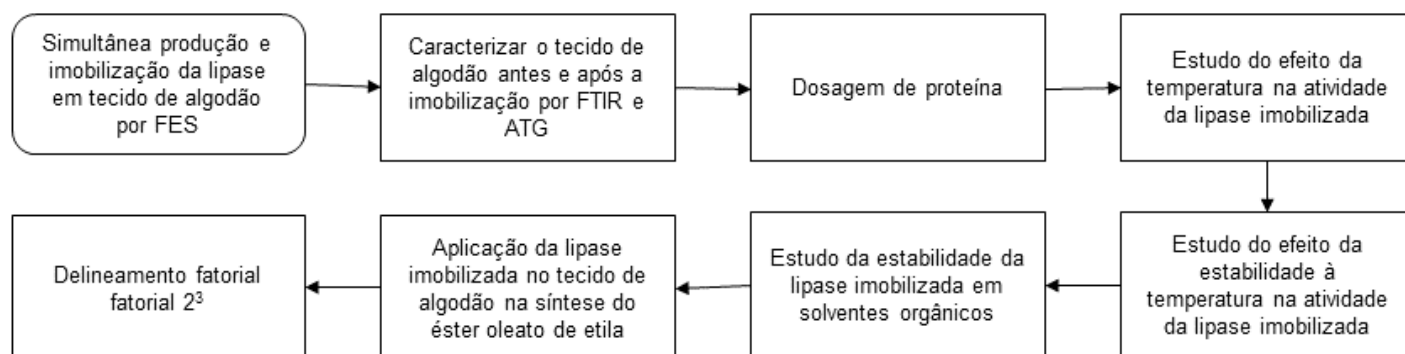 Simultânea produção e
imobilização da lipase
em tecido de algodão
por FES
Caracterizar o tecido de
algodão antes e após a
imobilização por FTIR e
ATG
Dosagem de proteína
Estudo do efeito da
temperatura na atividade
da lipase imobilizada
Estudo do efeito da
estabilidade à
temperatura na atividade
da lipase imobilizada
Estudo da estabilidade da
lipase imobilizada em
solventes orgânicos
Aplicação da lipase
imobilizada no tecido de
algodão na síntese do
éster oleato de etila
Delineamento fatorial
fatorial 2³